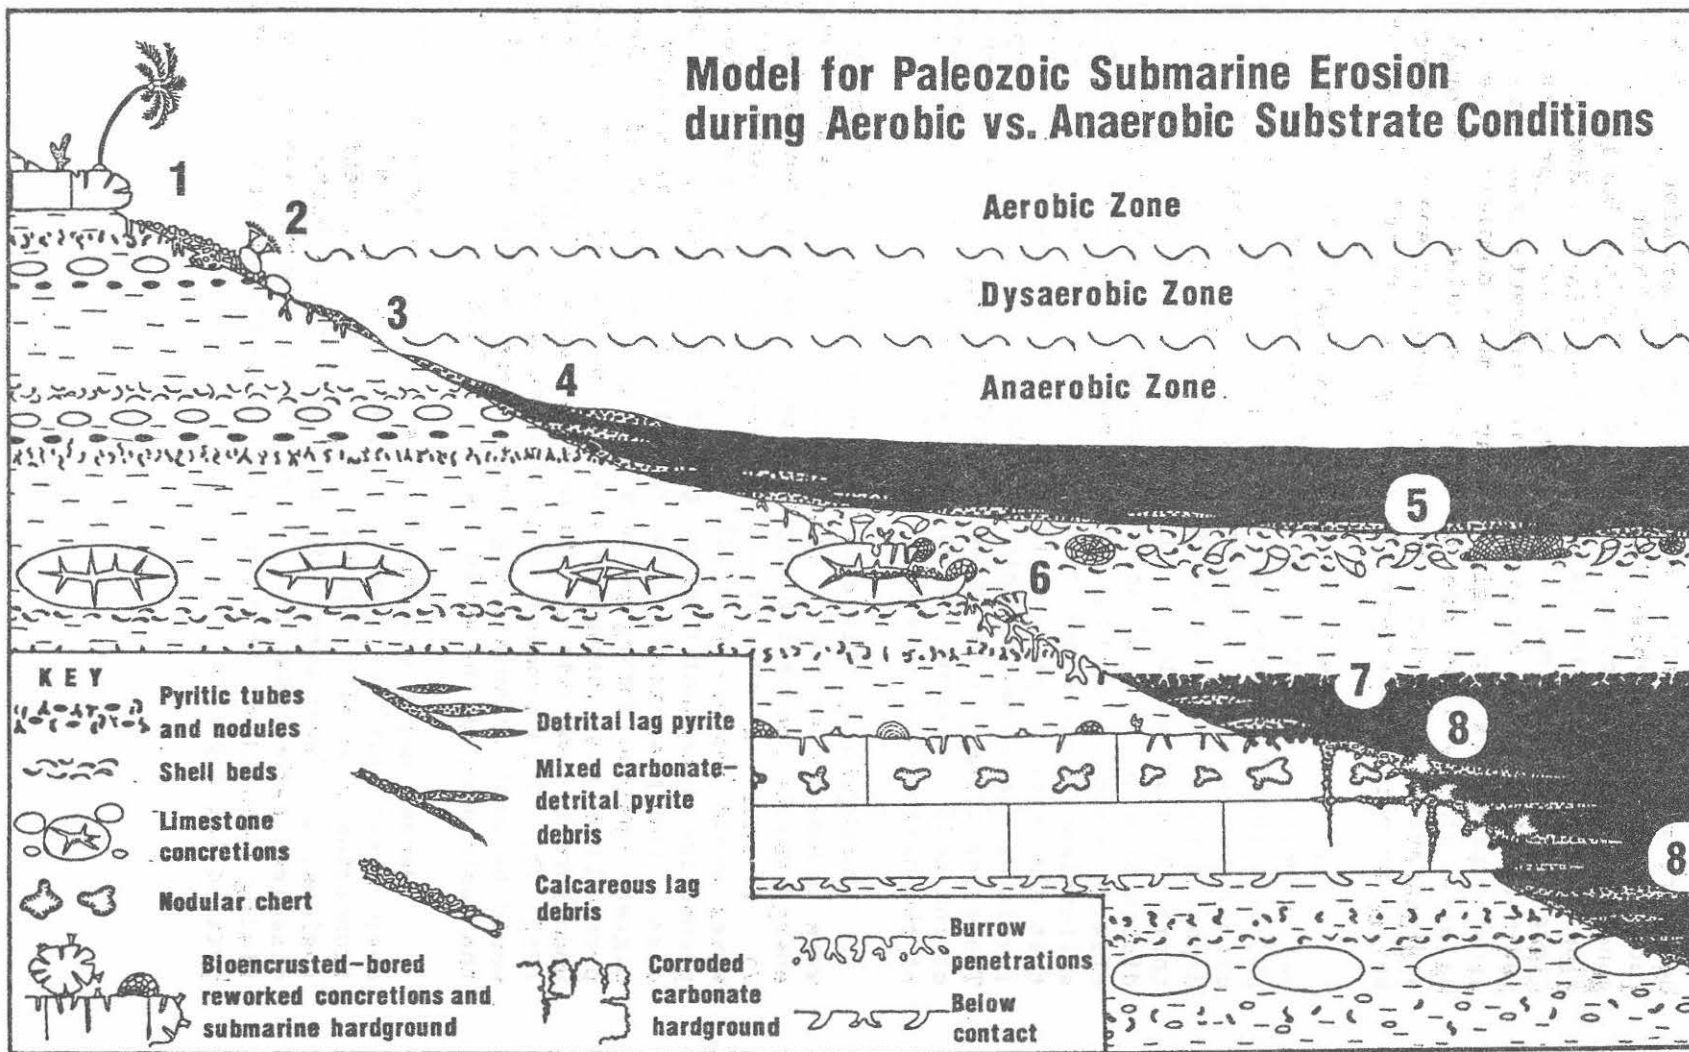 Model for Paleozoic Submarine Erosion
during Aerobic vs. Anaerobic Substrate Conditions
1
2
Aerobic Zone
Dysaerobic Zone
3
Anaerobic Zone
4
5
6
7
8
8
KEY
Pyritic tubes
and nodules
Shell beds
Limestone
concretions
Nodular chert
Bioencrusted-bored
reworked concretions and
submarine hardground
Detrital lag pyrite
Mixed carbonate-
detrital pyrite
debris
Calcareous lag
debris
Corroded
carbonate
hardground
Burrow
penetrations
Below
contact